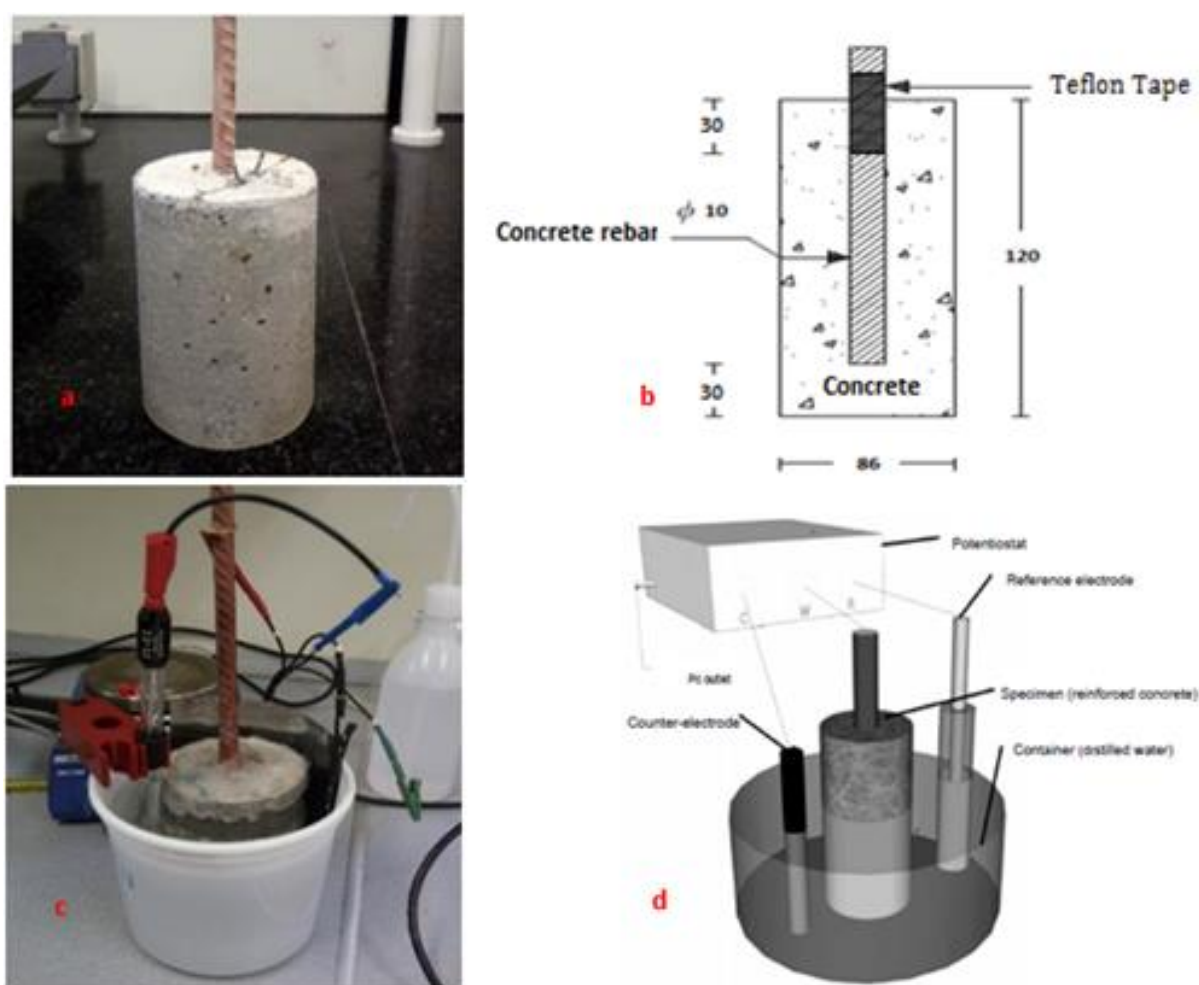 a
Teflon Tape
30
ϕ 10
Concrete rebar
120
30
Concrete
b
86
c
Potentiostat
Reference electrode
C
W
R
Pc outlet
Specimen (reinforced concrete)
Counter-electrode
Container (distilled water)
d